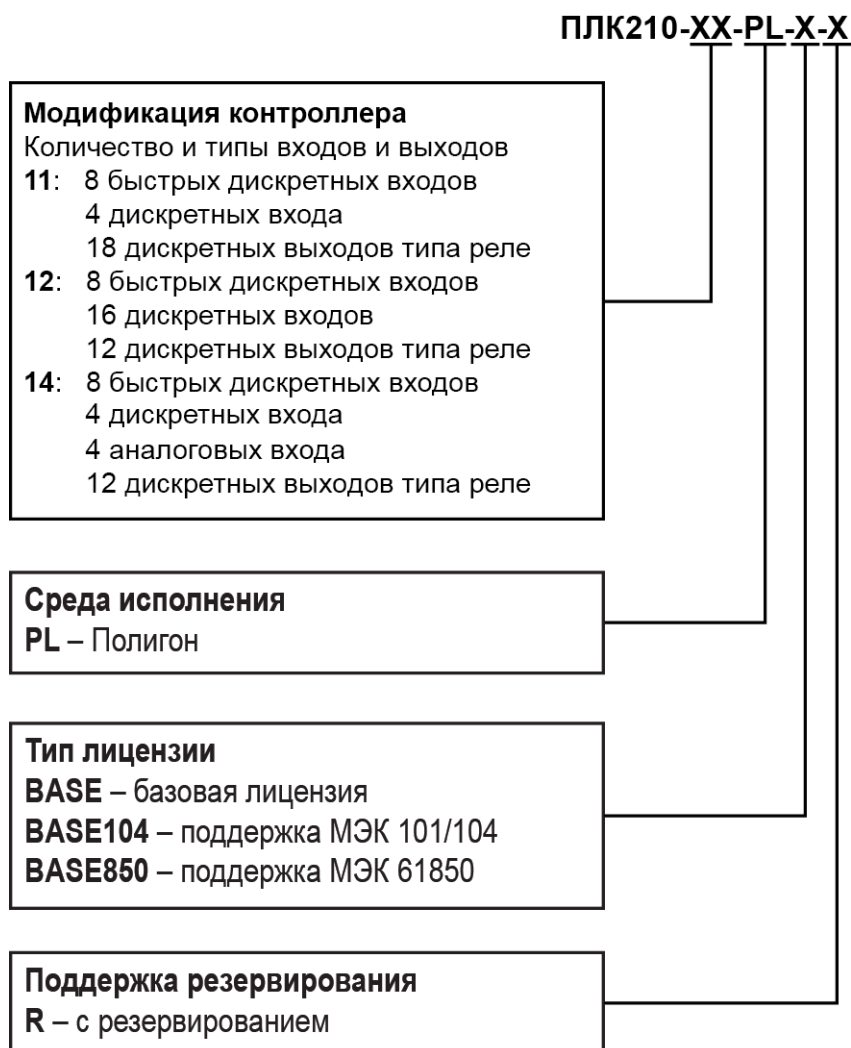 ПЛК210-XX-PL-X-X
Модификация контроллера
Количество и типы входов и выходов
11: 8 быстрых дискретных входов
4 дискретных входа
18 дискретных выходов типа реле
12: 8 быстрых дискретных входов
16 дискретных входов
12 дискретных выходов типа реле
14: 8 быстрых дискретных входов
4 дискретных входа
4 аналоговых входа
12 дискретных выходов типа реле
Среда исполнения
PL – Полигон
Тип лицензии
BASE – базовая лицензия
BASE104 – поддержка МЭК 101/104
BASE850 – поддержка МЭК 61850
Поддержка резервирования
R – с резервированием